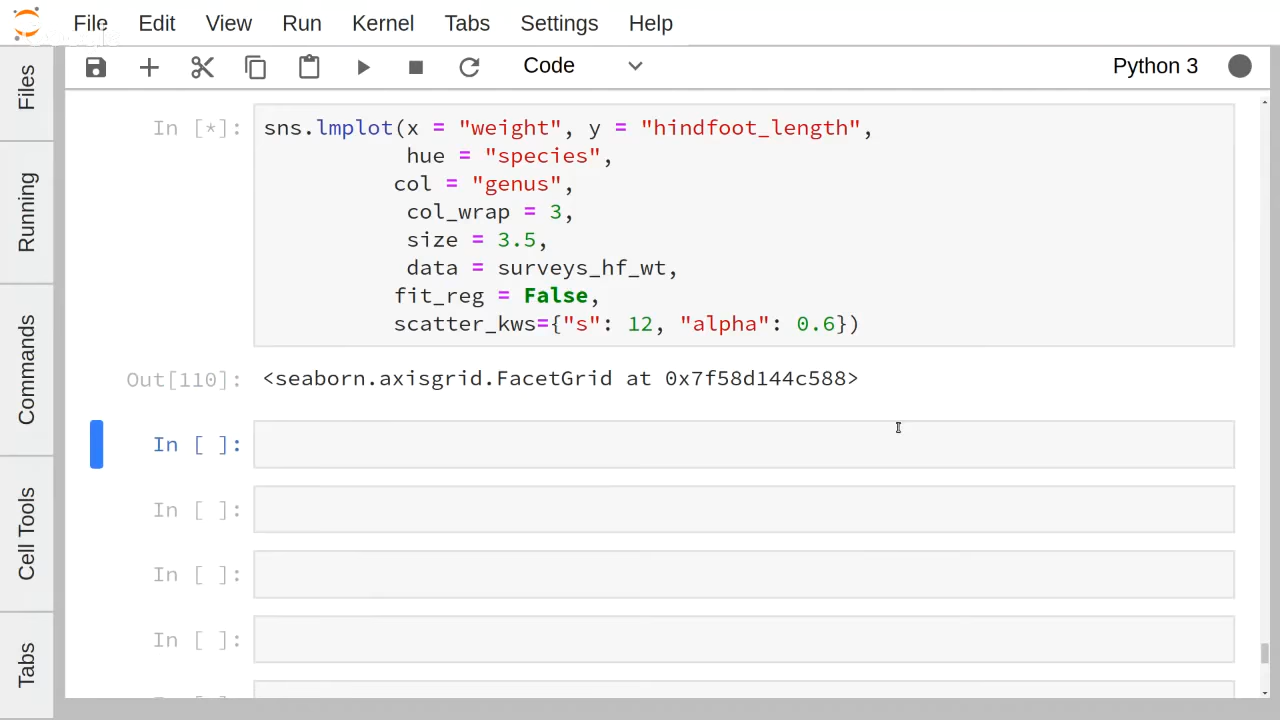 File Edit View Run Kernel Tabs Settings Help
Code
Python 3
Files
Running
Commands
Cell Tools
Tabs
In [*]:
sns.lmplot(x = "weight", y = "hindfoot_length",
hue = "species",
col = "genus",
col_wrap = 3,
size = 3.5,
data = surveys_hf_wt,
fit_reg = False,
scatter_kws={"s": 12, "alpha": 0.6})
Out[110]: <seaborn.axisgrid.FacetGrid at 0x7f58d144c588>
In [ ]:
In [ ]:
In [ ]:
In [ ]: